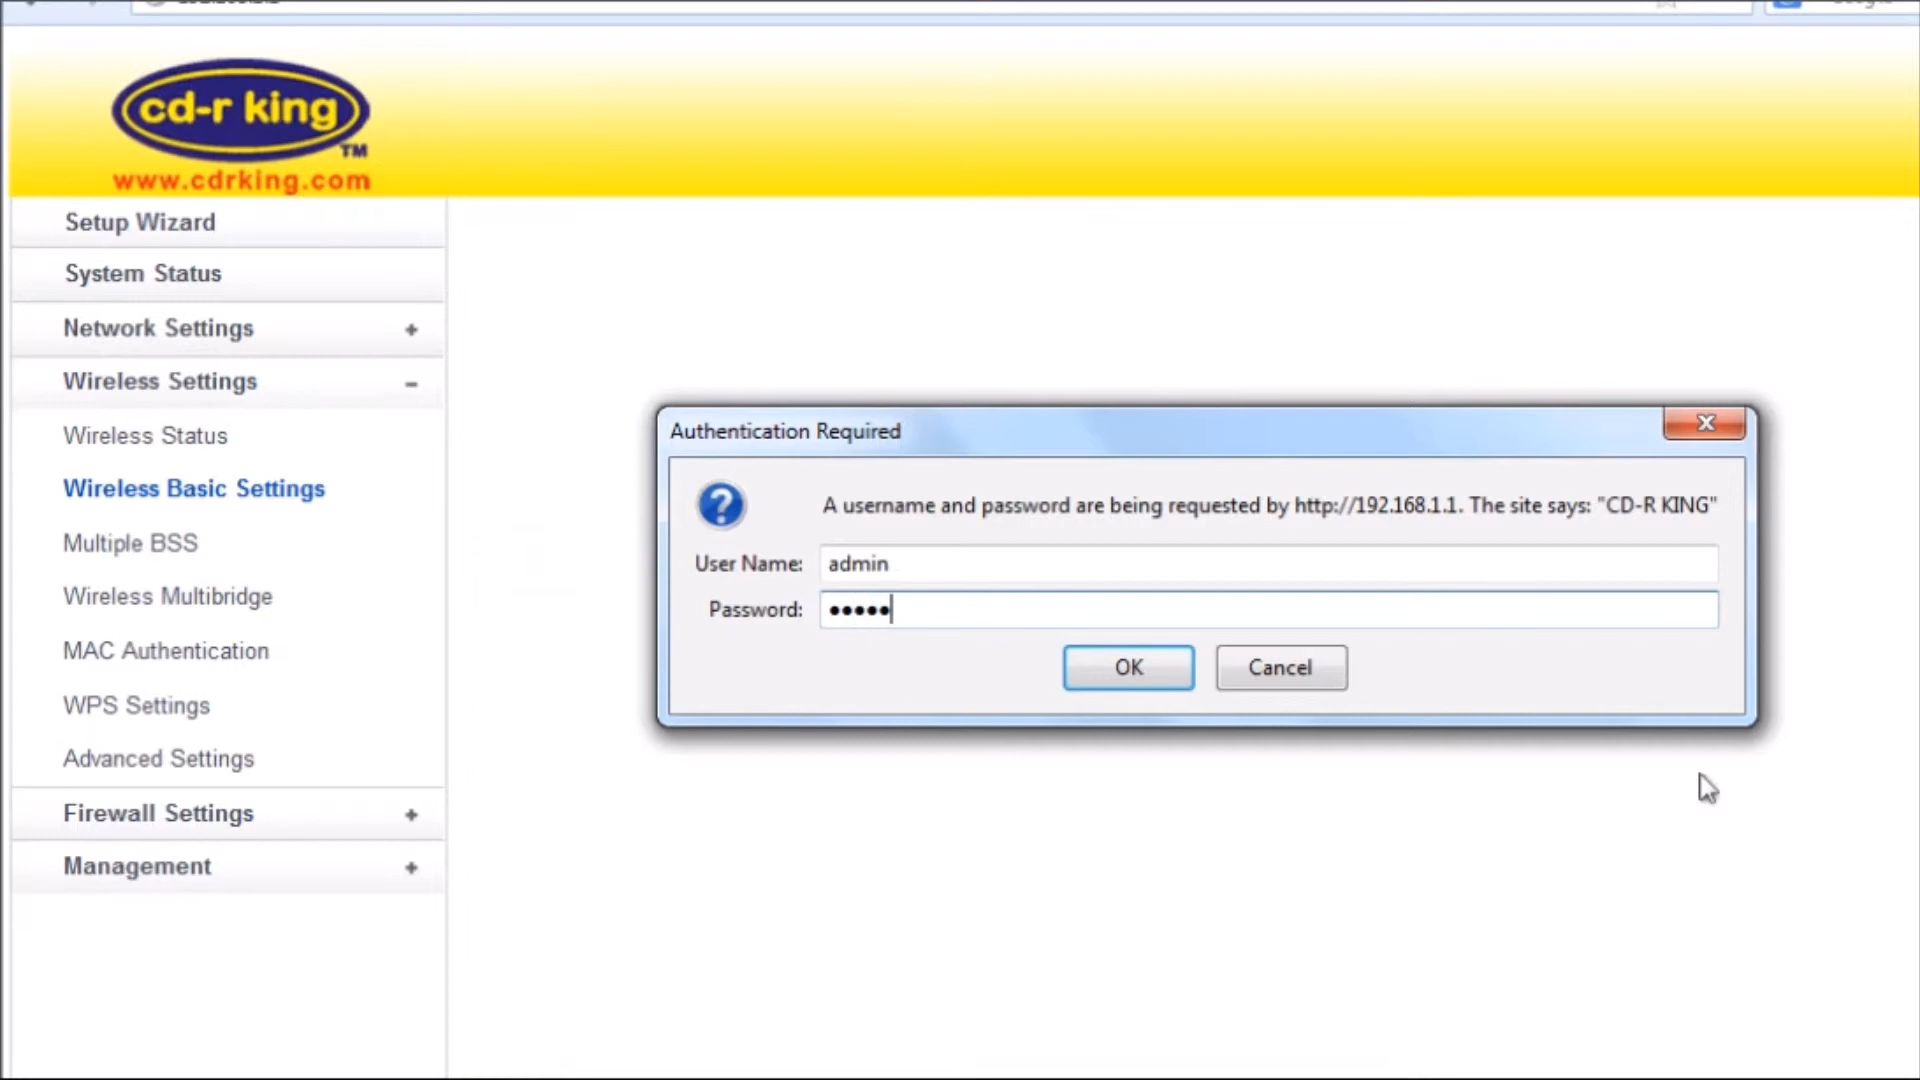 cd-r king
TM
www.cdrking.com
Setup Wizard
System Status
Network Settings +
Wireless Settings -
Wireless Status
Wireless Basic Settings
Multiple BSS
Wireless Multibridge
MAC Authentication
WPS Settings
Advanced Settings
Firewall Settings +
Management +
Authentication Required
X
?
A username and password are being requested by http://192.168.1.1. The site says: "CD-R KING"
User Name: admin
Password: •••••
OK Cancel